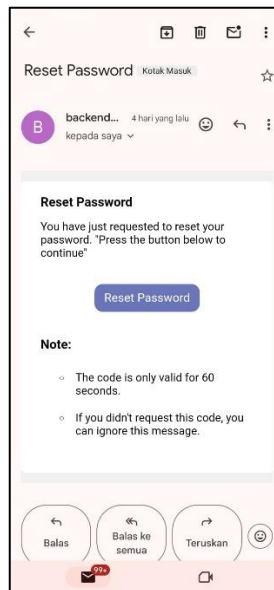 Reset Password Kotak Masuk
B
backend... 4 hari yang lalu
kepada saya
Reset Password
You have just requested to reset your
password. "Press the button below to
continue"
Reset Password
Note:
The code is only valid for 60
seconds.
If you didn't request this code, you
can ignore this message.
Balas
Balas ke
semua
Teruskan
99+